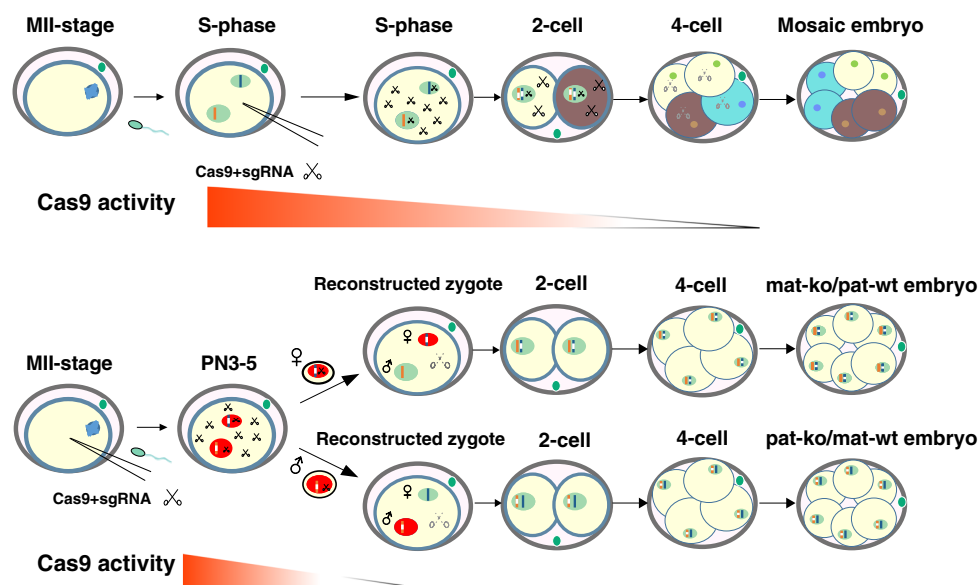 MII-stage
S-phase
S-phase
2-cell
4-cell
Mosaic embryo
Cas9+sgRNA
Cas9 activity
Reconstructed zygote
2-cell
4-cell
mat-ko/pat-wt embryo
MII-stage
PN3-5
♀
♀
♂
Reconstructed zygote
2-cell
4-cell
pat-ko/mat-wt embryo
♂
♀
♂
Cas9+sgRNA
Cas9 activity